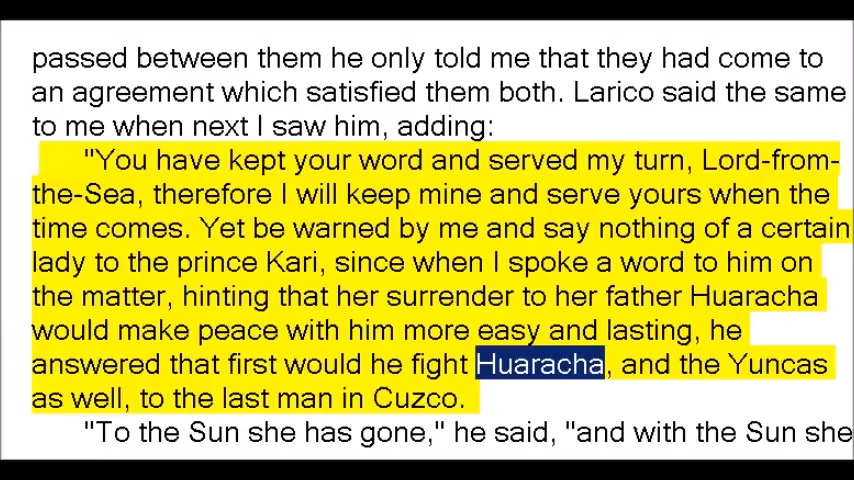 passed between them he only told me that they had come to
an agreement which satisfied them both. Larico said the same
to me when next I saw him, adding:
"You have kept your word and served my turn, Lord-from-
the-Sea, therefore I will keep mine and serve yours when the
time comes. Yet be warned by me and say nothing of a certain
lady to the prince Kari, since when I spoke a word to him on
the matter, hinting that her surrender to her father Huaracha
would make peace with him more easy and lasting, he
answered that first would he fight Huaracha, and the Yuncas
as well, to the last man in Cuzco.
"To the Sun she has gone," he said, "and with the Sun she